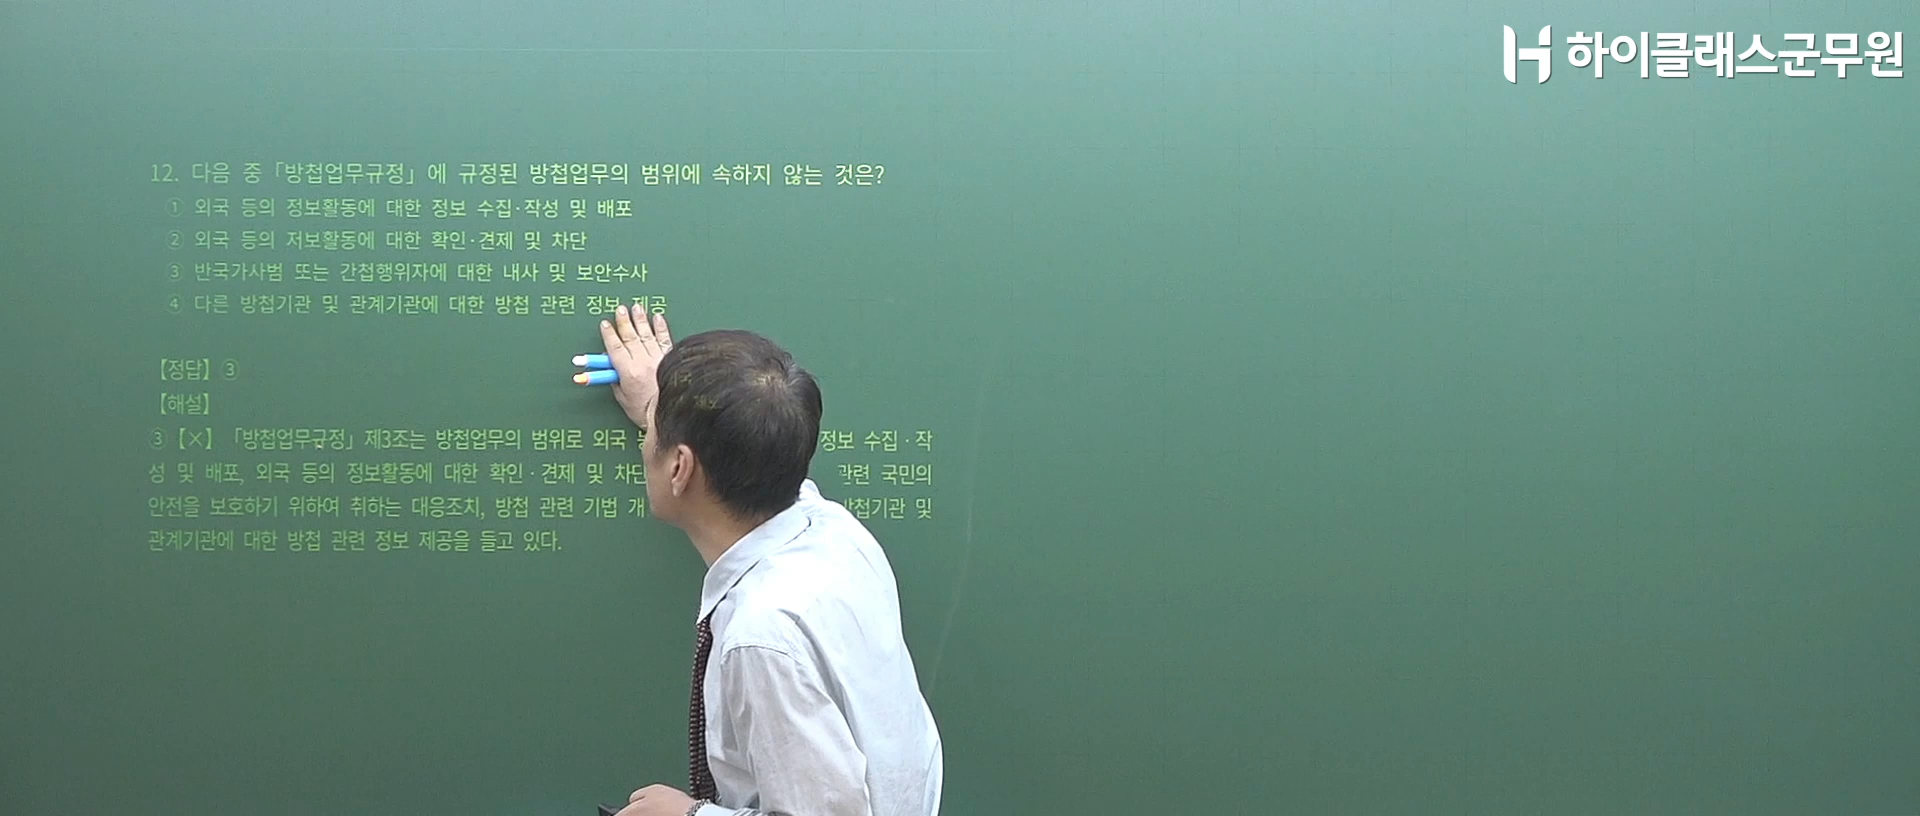 하이클래스군무원
12. 다음 중 「방첩업무규정」에 규정된 방첩업무의 범위에 속하지 않는 것은?
① 외국 등의 정보활동에 대한 정보 수집·작성 및 배포
② 외국 등의 저보활동에 대한 확인·견제 및 차단
③ 반국가사범 또는 간첩행위자에 대한 내사 및 보안수사
④ 다른 방첩기관 및 관계기관에 대한 방첩 관련 정보 제공
【정답】 ③
【해설】
③【×】 「방첩업무규정」 제3조는 방첩업무의 범위로 외국 정보 수집·작
성 및 배포, 외국 등의 정보활동에 대한 확인·견제 및 차단 관련 국민의
안전을 보호하기 위하여 취하는 대응조치, 방첩 관련 기법 개 방첩기관 및
관계기관에 대한 방첩 관련 정보 제공을 들고 있다.